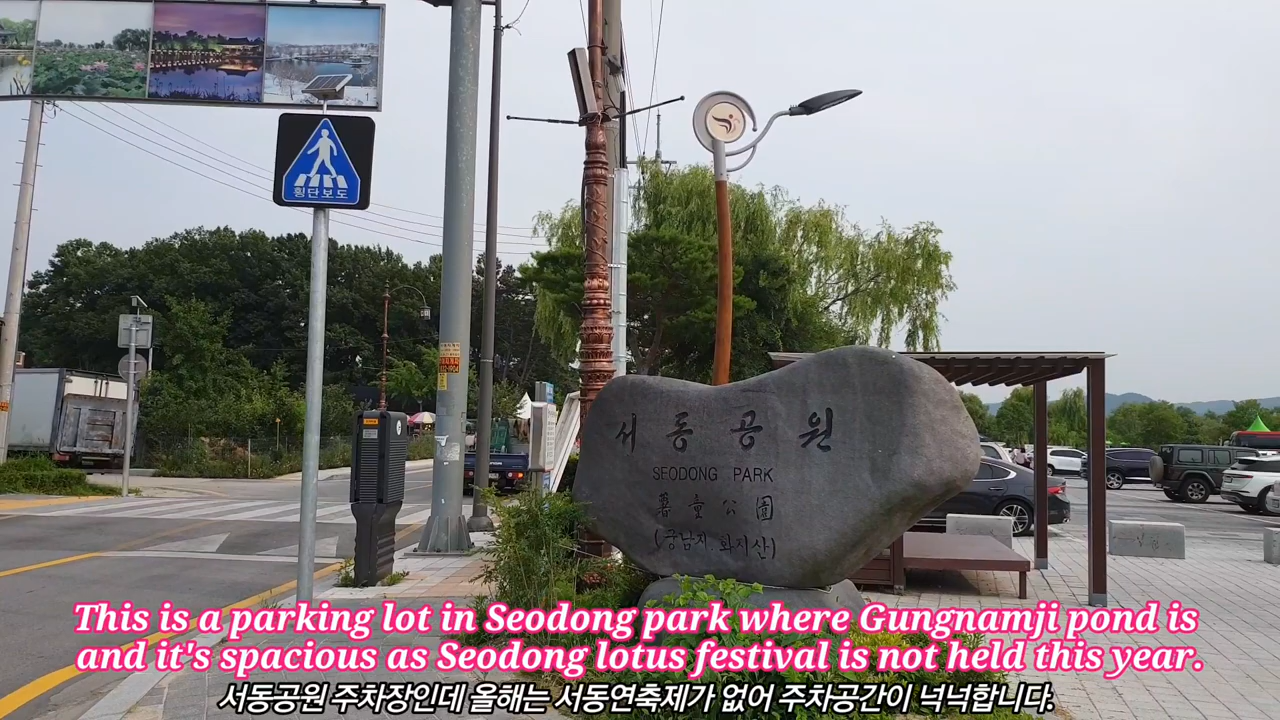 횡단보도
서동공원
SEODONG PARK
薯童公園
(궁남지.화지산)
This is a parking lot in Seodong park where Gungnamji pond is
and it's spacious as Seodong lotus festival is not held this year.
서동공원 주차장인데 올해는 서동연축제가 없어 주차공간이 넉넉합니다.